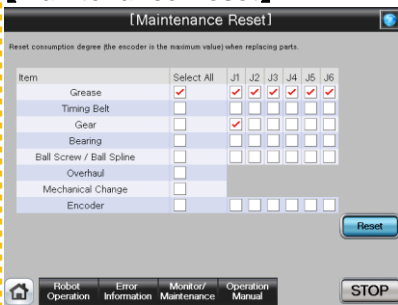 [Maintenance Reset]
Reset consumption degree (the encoder is the maximum value) when replacing parts.
Item Select All J1 J2 J3 J4 J5 J6
Grease
Timing Belt
Gear
Bearing
Ball Screw / Ball Spline
Overhaul
Mechanical Change
Encoder
Reset
Robot Operation
Error Information
Monitor/ Maintenance
Operation Manual
STOP